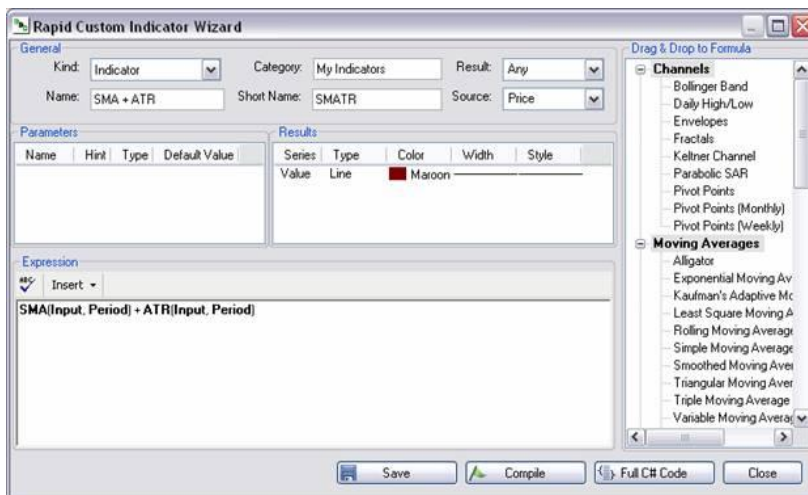 Rapid Custom Indicator Wizard
General
Kind: Indicator Category: My Indicators Result: Any
Name: SMA + ATR Short Name: SMATR Source: Price
Parameters
Name Hint Type Default Value
Results
Series Type Color Width Style
Value Line Maroon
Expression
ABC Insert
SMA(Input, Period) + ATR(Input, Period)
Drag & Drop to Formula
Channels
Bollinger Band
Daily High/Low
Envelopes
Fractals
Keltner Channel
Parabolic SAR
Pivot Points
Pivot Points (Monthly)
Pivot Points (Weekly)
Moving Averages
Alligator
Exponential Moving Av
Kaufman's Adaptive Mc
Least Square Moving A
Rolling Moving Average
Simple Moving Average
Smoothed Moving Aver
Triangular Moving Aver
Triple Moving Average
Variable Moving Averag
Save Compile Full C# Code Close